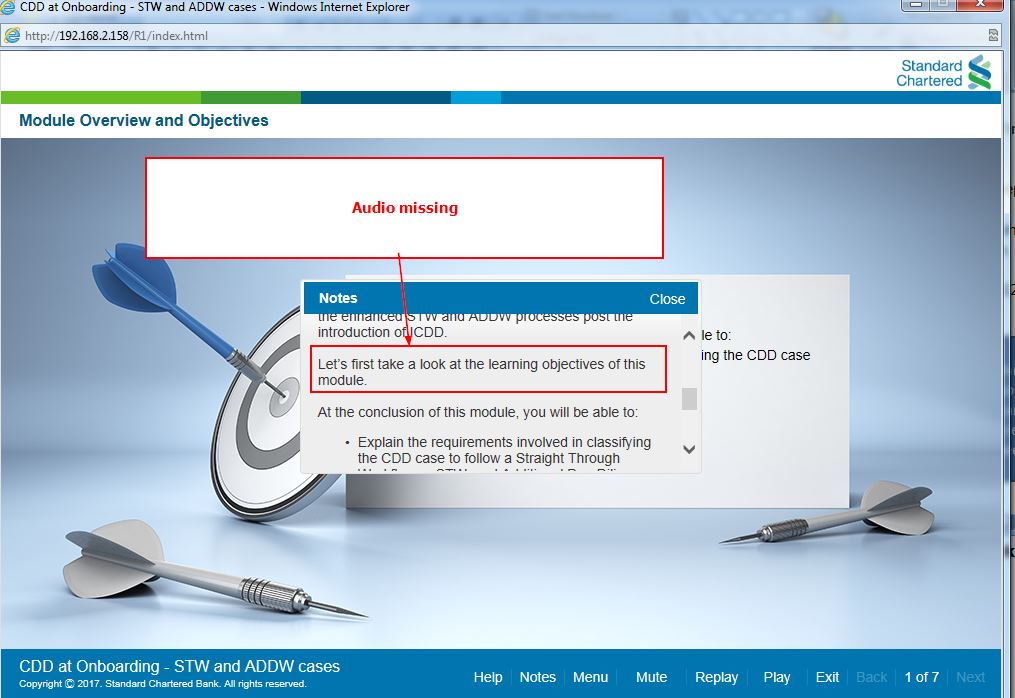 CDD at Onboarding - STW and ADDW cases - Windows Internet Explorer
http://192.168.2.158/R1/index.html
Standard
Chartered
Module Overview and Objectives
Audio missing
Notes
Close
the enhanced STW and ADDW processes post the
introduction of ICDD.
le to:
ing the CDD case
Let's first take a look at the learning objectives of this
module.
At the conclusion of this module, you will be able to:
• Explain the requirements involved in classifying
the CDD case to follow a Straight Through
CDD at Onboarding - STW and ADDW cases
Copyright © 2017. Standard Chartered Bank. All rights reserved.
Help Notes Menu Mute Replay Play Exit Back 1 of 7 Next